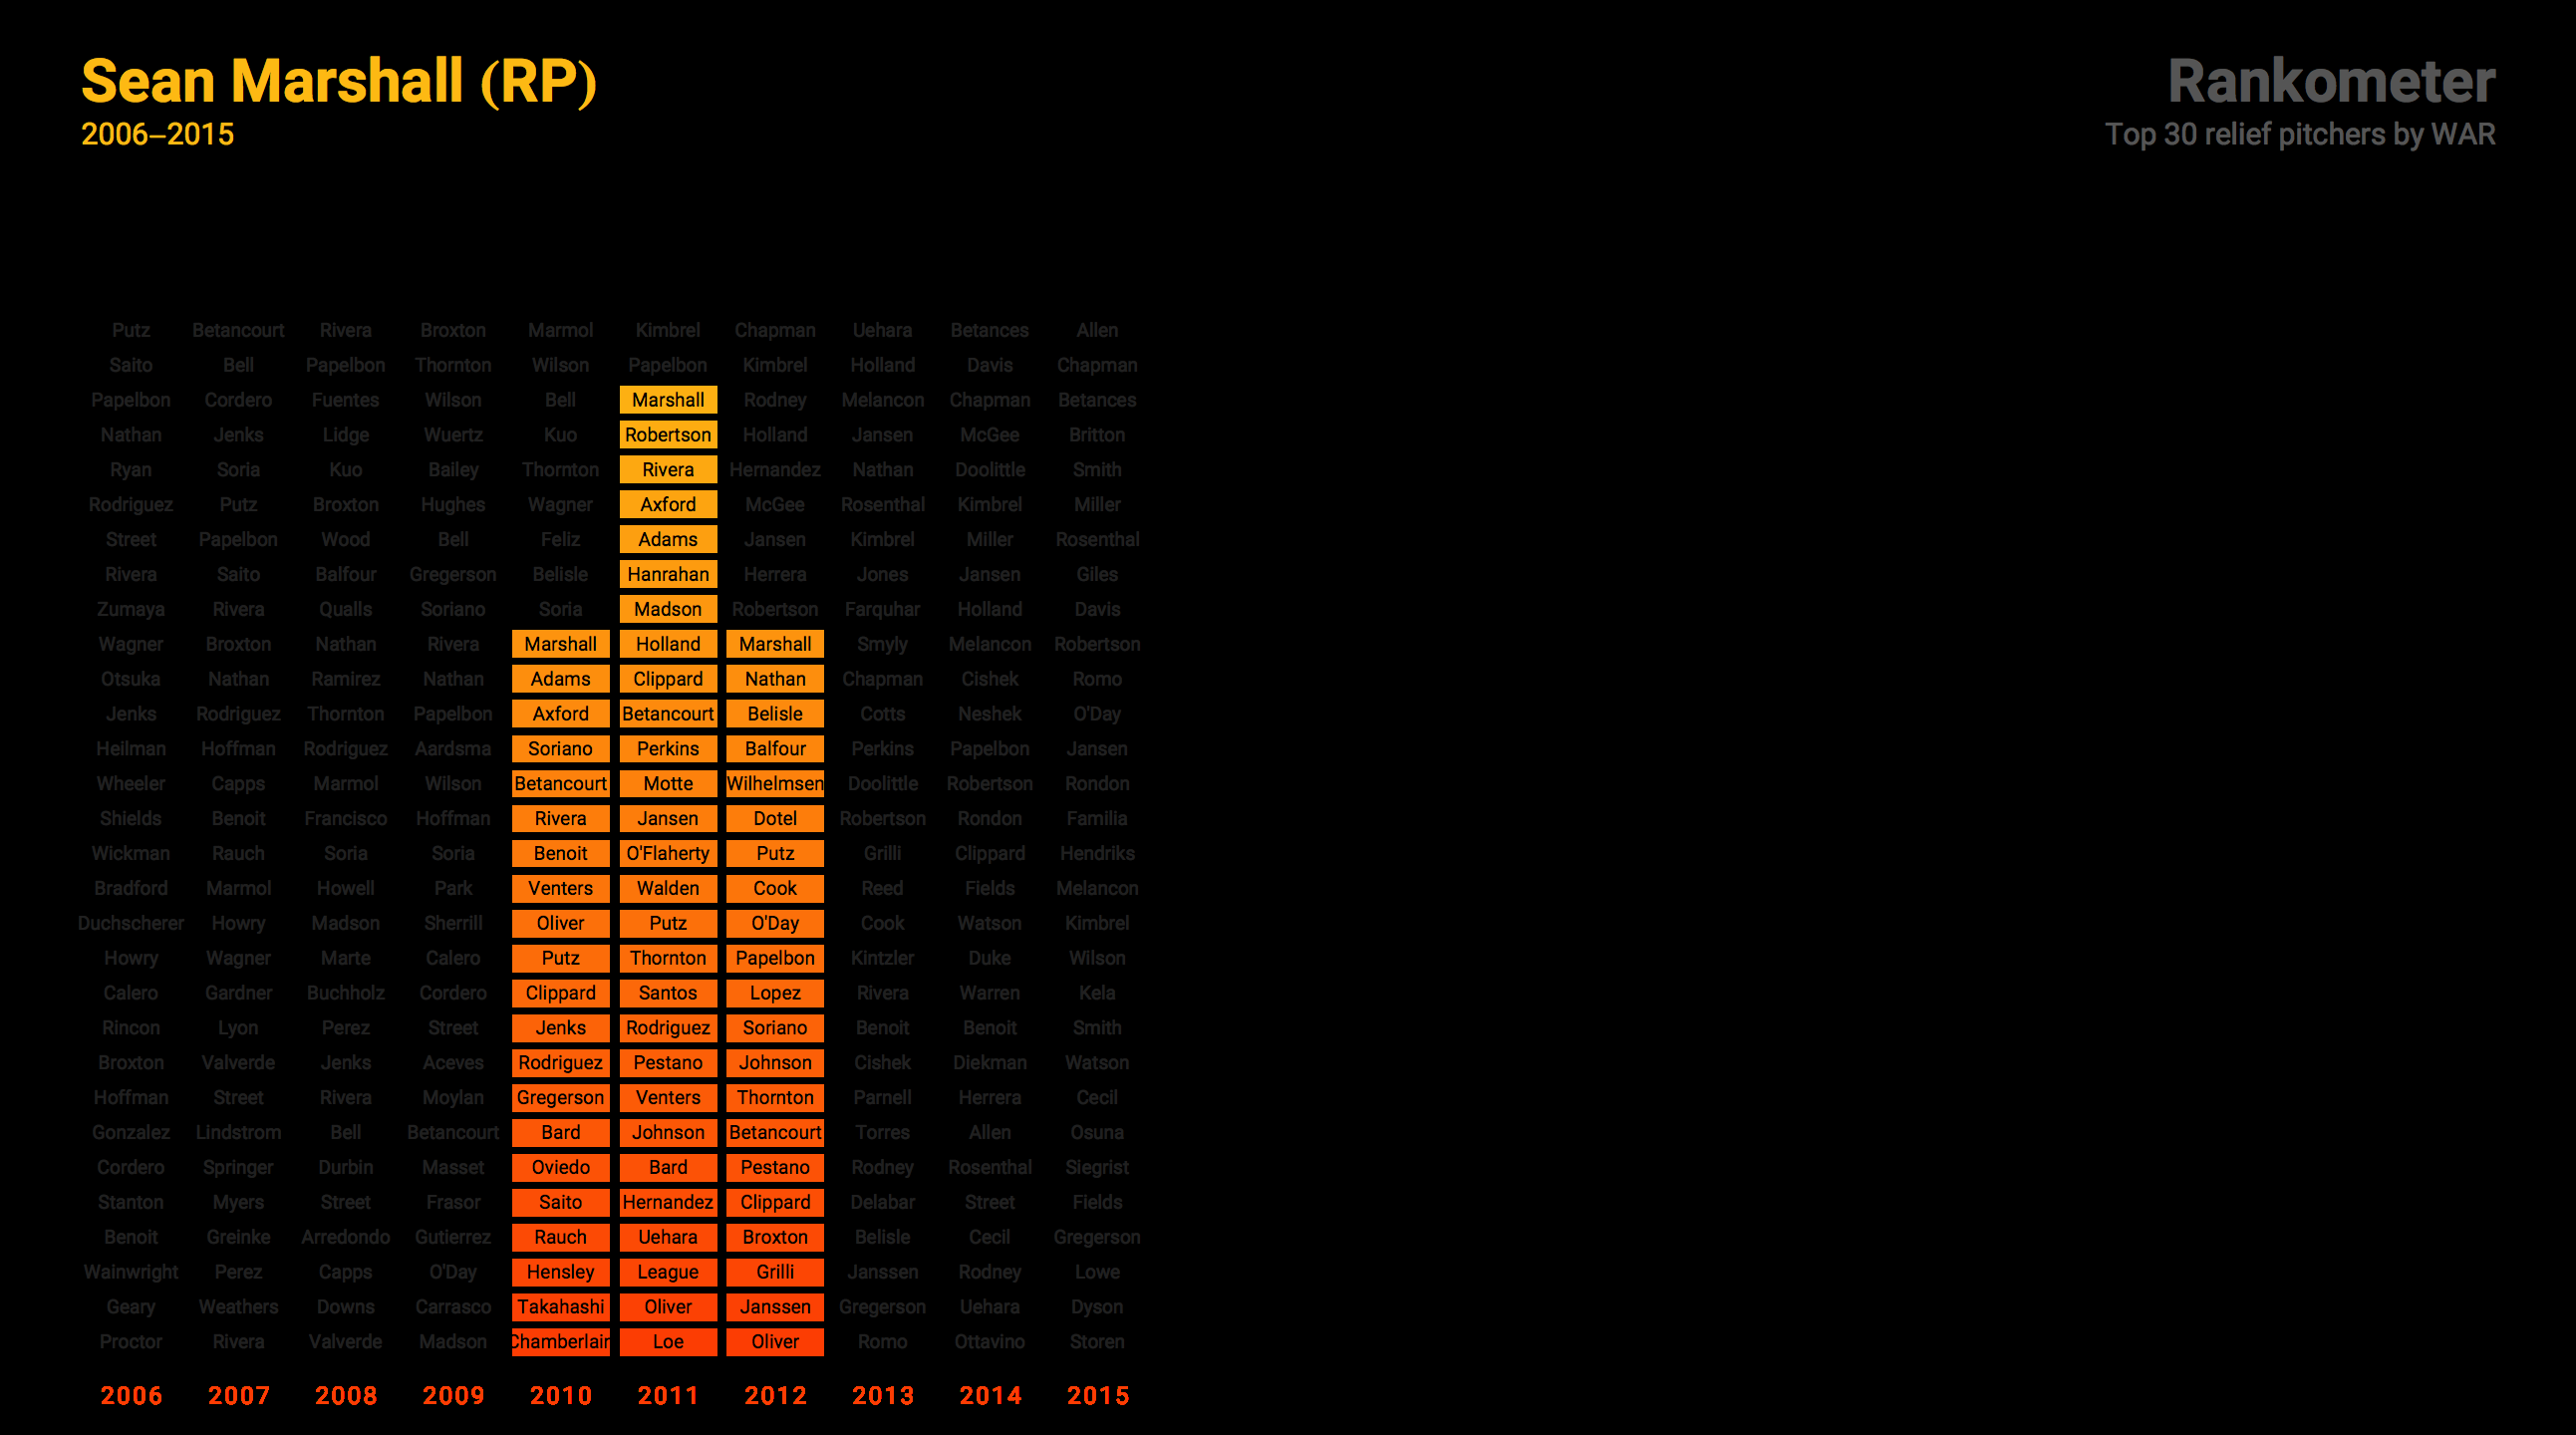 Sean Marshall (RP)
2006–2015
Rankometer
Top 30 relief pitchers by WAR
Putz Betancourt Rivera Broxton Marmol Kimbrel Chapman Uehara Betances Allen
Saito Bell Papelbon Thornton Wilson Papelbon Kimbrel Holland Davis Chapman
Papelbon Cordero Fuentes Wilson Bell Marshall Rodney Melancon Chapman Betances
Nathan Jenks Lidge Wuertz Kuo Robertson Holland Jansen McGee Britton
Ryan Soria Kuo Bailey Thornton Rivera Hernandez Nathan Doolittle Smith
Rodriguez Putz Broxton Hughes Wagner Axford McGee Rosenthal Kimbrel Miller
Street Papelbon Wood Bell Feliz Adams Jansen Kimbrel Miller Rosenthal
Rivera Saito Balfour Gregerson Belisle Hanrahan Herrera Jones Jansen Giles
Zumaya Rivera Qualls Soriano Soria Madson Robertson Farquhar Holland Davis
Wagner Broxton Nathan Rivera Marshall Holland Marshall Smyly Melancon Robertson
Otsuka Nathan Ramirez Nathan Adams Clippard Nathan Chapman Cishek Romo
Jenks Rodriguez Thornton Papelbon Axford Betancourt Belisle Cotts Neshek O'Day
Heilman Hoffman Rodriguez Aardsma Soriano Perkins Balfour Perkins Papelbon Jansen
Wheeler Capps Marmol Wilson Betancourt Motte Wilhelmsen Doolittle Robertson Rondon
Shields Benoit Francisco Hoffman Rivera Jansen Dotel Robertson Rondon Familia
Wickman Rauch Soria Soria Benoit O'Flaherty Putz Grilli Clippard Hendriks
Bradford Marmol Howell Park Venters Walden Cook Reed Fields Melancon
Duchscherer Howry Madson Sherrill Oliver Putz O'Day Cook Watson Kimbrel
Howry Wagner Marte Calero Putz Thornton Papelbon Kintzler Duke Wilson
Calero Gardner Buchholz Cordero Clippard Santos Lopez Rivera Warren Kela
Rincon Lyon Perez Street Jenks Rodriguez Soriano Benoit Benoit Smith
Broxton Valverde Jenks Aceves Rodriguez Pestano Johnson Cishek Diekman Watson
Hoffman Street Rivera Moylan Gregerson Venters Thornton Parnell Herrera Cecil
Gonzalez Lindstrom Bell Betancourt Bard Johnson Betancourt Torres Allen Osuna
Cordero Springer Durbin Masset Oviedo Bard Pestano Rodney Rosenthal Siegrist
Stanton Myers Street Frasor Saito Hernandez Clippard Delabar Street Fields
Benoit Greinke Arredondo Gutierrez Rauch Uehara Broxton Belisle Cecil Gregerson
Wainwright Perez Capps O'Day Hensley League Grilli Janssen Rodney Lowe
Geary Weathers Downs Carrasco Takahashi Oliver Janssen Gregerson Uehara Dyson
Proctor Rivera Valverde Madson Chamberlain Loe Oliver Romo Ottavino Storen
2006 2007 2008 2009 2010 2011 2012 2013 2014 2015